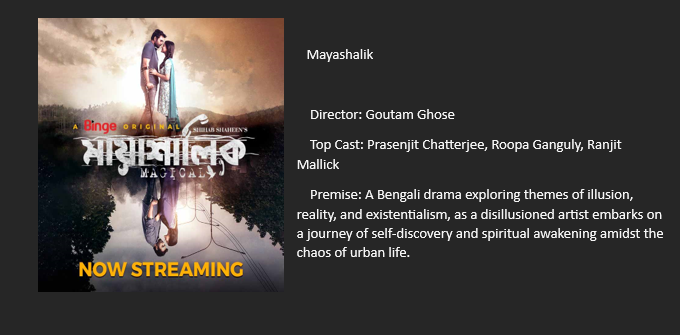 A Binge ORIGINAL
SHIHAB SHAHEEN'S
মায়াশালিক
MAGICAL
NOW STREAMING
Mayashalik
Director: Goutam Ghose
Top Cast: Prasenjit Chatterjee, Roopa Ganguly, Ranjit
Mallick
Premise: A Bengali drama exploring themes of illusion,
reality, and existentialism, as a disillusioned artist embarks on
a journey of self-discovery and spiritual awakening amidst the
chaos of urban life.